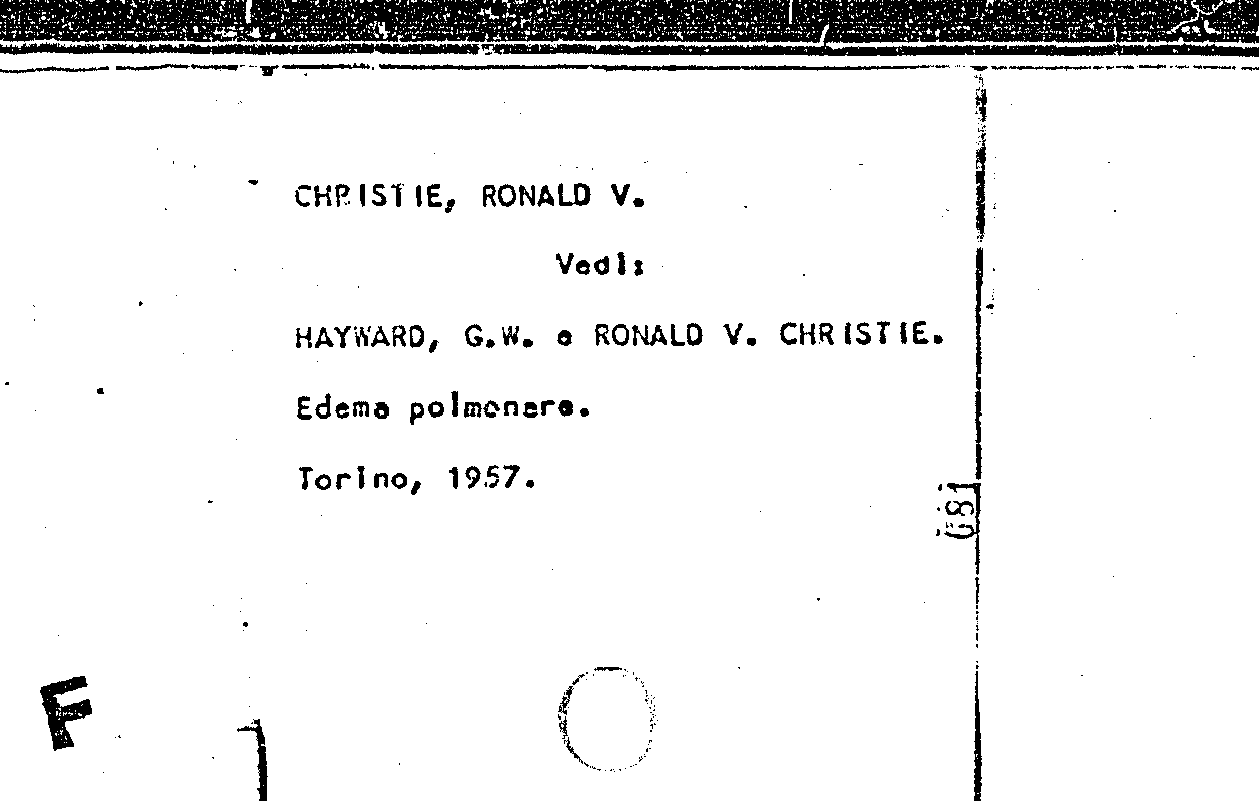 CHRISTIE, RONALD V.
Vedi:
HAYWARD, G.W. e RONALD V. CHRISTIE.
Edema polmonare.
Torino, 1957.
F